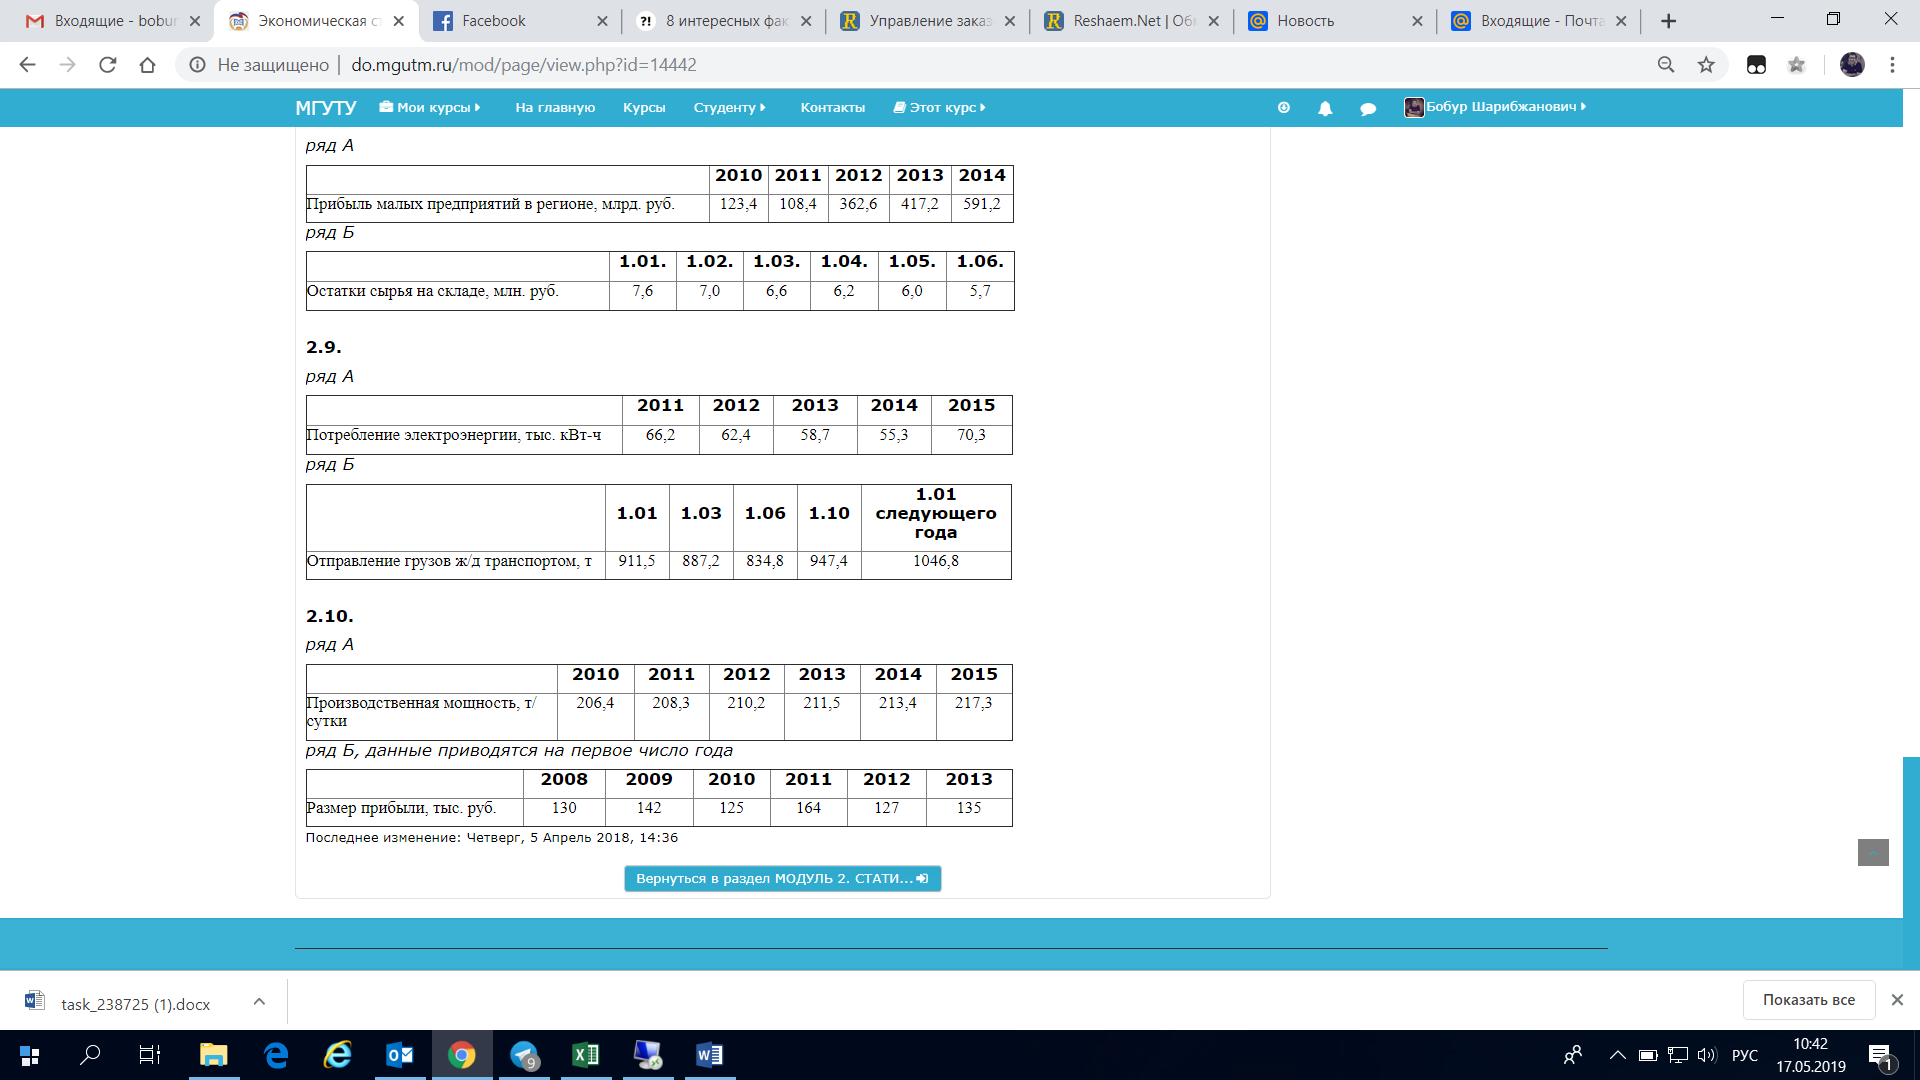 Входящие - bobur
Экономическая ст
Facebook
8 интересных фак
Управление заказ
Reshaem.Net | Об
Новость
Входящие - Почта
Не защищено | do.mgutm.ru/mod/page/view.php?id=14442
МГУТУ Мои курсы На главную Курсы Студенту Контакты Этот курс Бобур Шарибжанович
ряд А
2010 2011 2012 2013 2014
Прибыль малых предприятий в регионе, млрд. руб. 123,4 108,4 362,6 417,2 591,2
ряд Б
1.01. 1.02. 1.03. 1.04. 1.05. 1.06.
Остатки сырья на складе, млн. руб. 7,6 7,0 6,6 6,2 6,0 5,7
2.9.
ряд А
2011 2012 2013 2014 2015
Потребление электроэнергии, тыс. кВт-ч 66,2 62,4 58,7 55,3 70,3
ряд Б
1.01 1.03 1.06 1.10 1.01
следующего
года
Отправление грузов ж/д транспортом, т 911,5 887,2 834,8 947,4 1046,8
2.10.
ряд А
2010 2011 2012 2013 2014 2015
Производственная мощность, т/ 206,4 208,3 210,2 211,5 213,4 217,3
сутки
ряд Б, данные приводятся на первое число года
2008 2009 2010 2011 2012 2013
Размер прибыли, тыс. руб. 130 142 125 164 127 135
Последнее изменение: Четверг, 5 Апрель 2018, 14:36
Вернуться в раздел МОДУЛЬ 2. СТАТИ...
task_238725 (1).docx
Показать все
9
РУС
10:42
17.05.2019
1